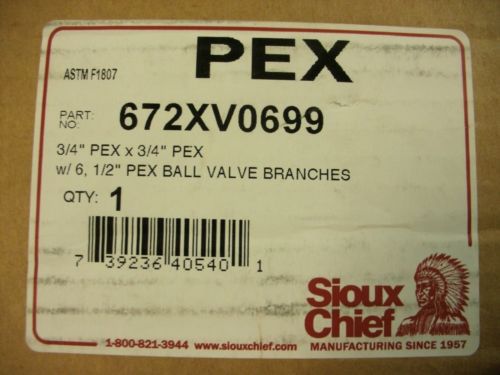 ASTM F1807
PEX
PART NO: 672XV0699
3/4" PEX x 3/4" PEX
w/ 6, 1/2" PEX BALL VALVE BRANCHES
QTY: 1
7 39236 40540 1
Sioux Chief
MANUFACTURING SINCE 1957
1-800-821-3944 www.siouxchief.com